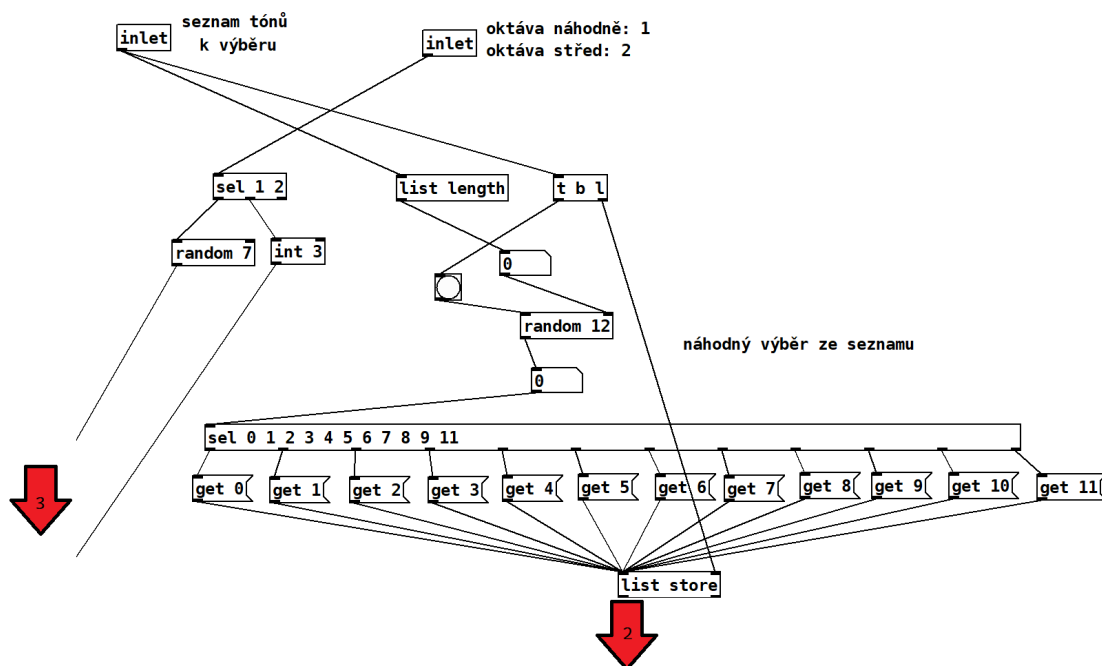 inlet
seznam tónů
k výběru
inlet
oktáva náhodně: 1
oktáva střed: 2
sel 1 2
list length
t b l
random 7
int 3
0
random 12
náhodný výběr ze seznamu
0
sel 0 1 2 3 4 5 6 7 8 9 11
get 0
get 1
get 2
get 3
get 4
get 5
get 6
get 7
get 8
get 9
get 10
get 11
3
list store
2